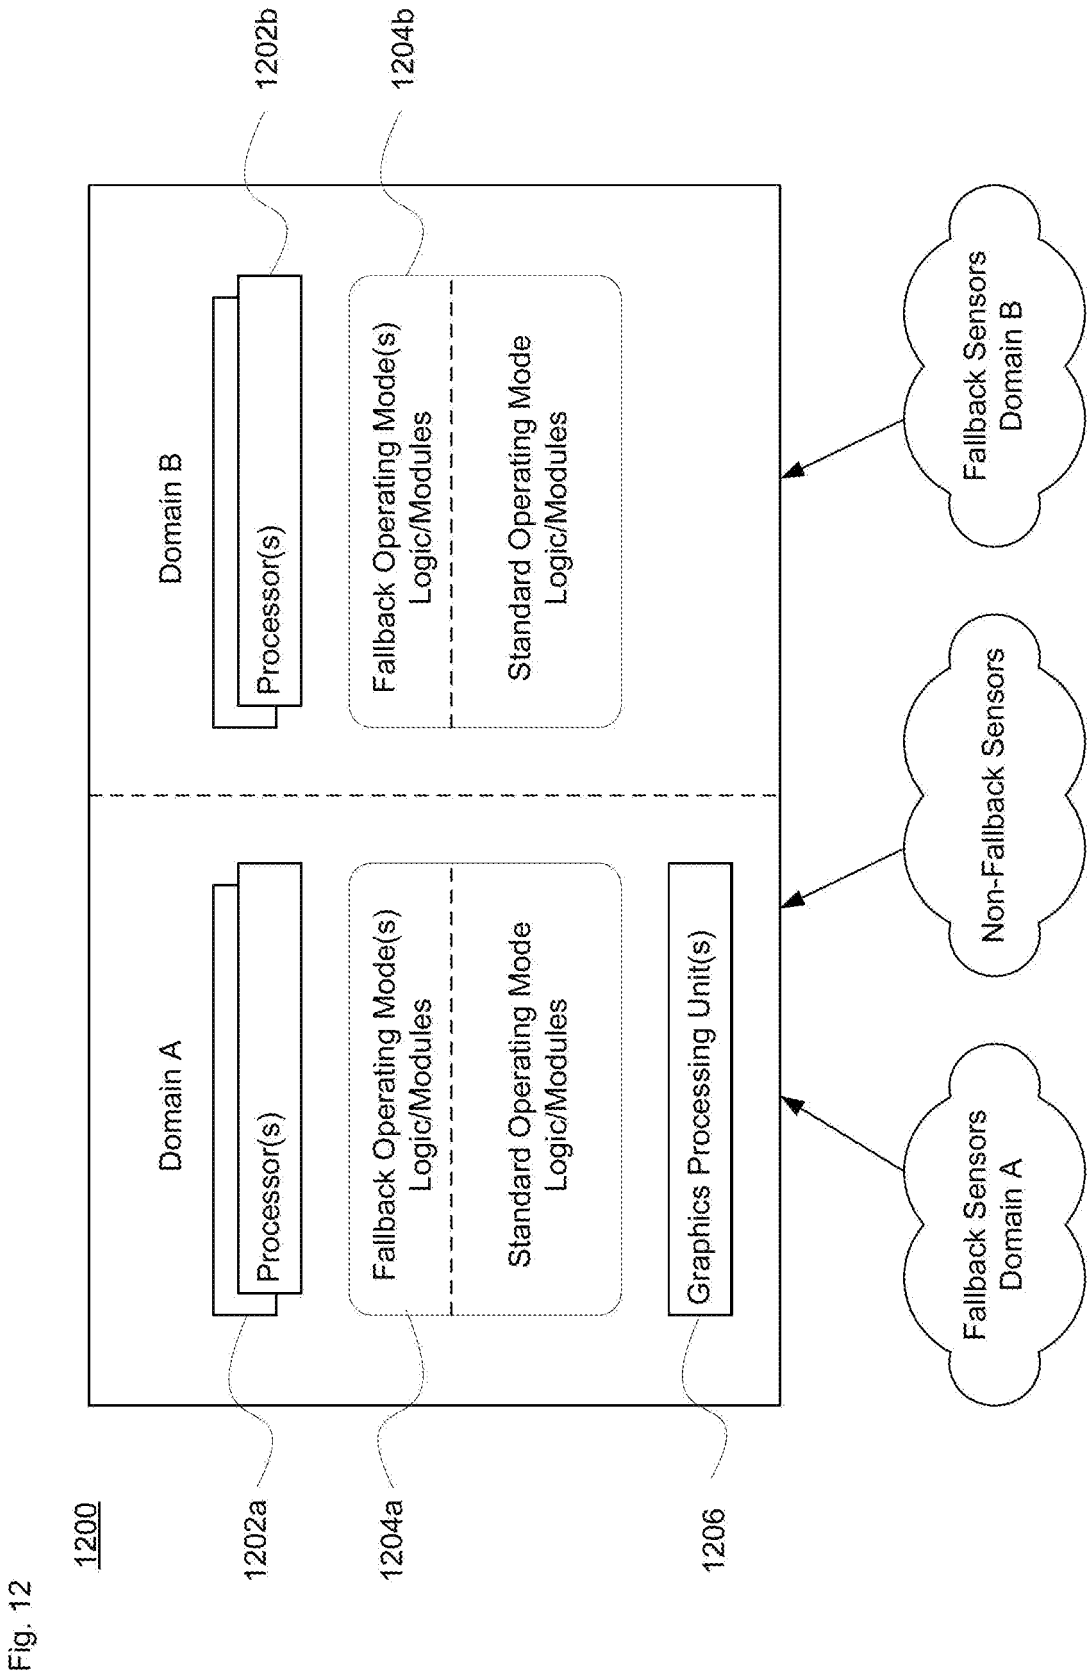 Fig. 12
1200
Domain A
Domain B
1202a
Processor(s)
Processor(s)
1202b
1204a
Fallback Operating Mode(s)
Logic/Modules
Standard Operating Mode
Logic/Modules
Fallback Operating Mode(s)
Logic/Modules
Standard Operating Mode
Logic/Modules
1204b
1206
Graphics Processing Unit(s)
Fallback Sensors
Domain A
Non-Fallback Sensors
Fallback Sensors
Domain B